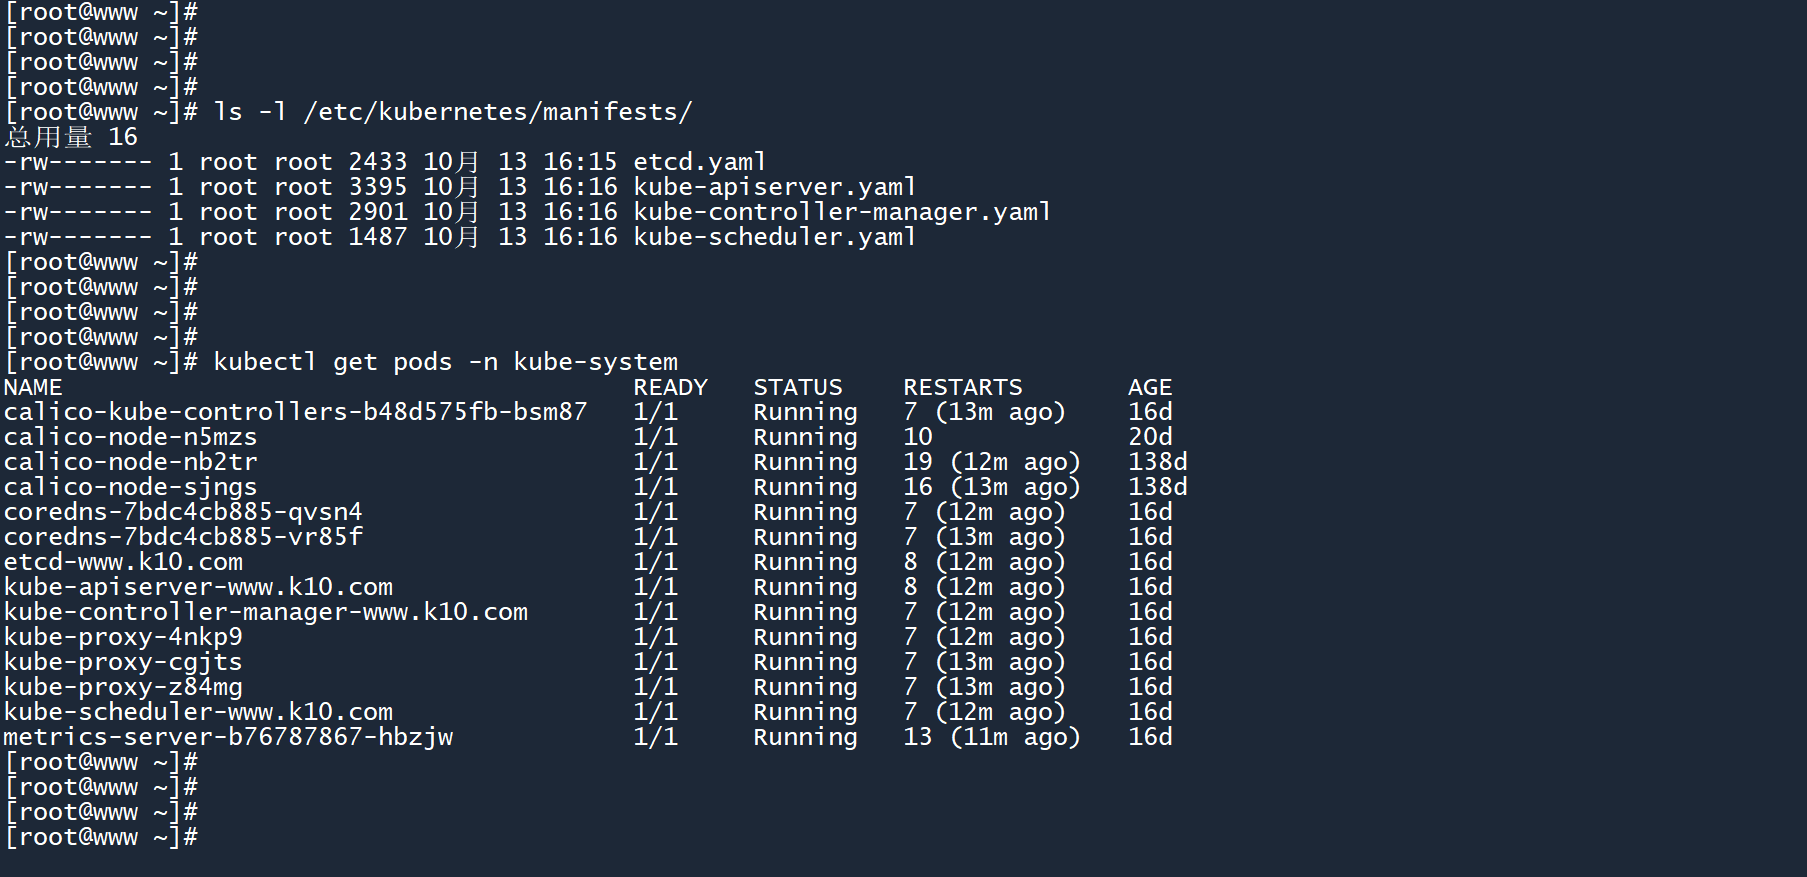 [root@www ~]#
[root@www ~]#
[root@www ~]#
[root@www ~]#
[root@www ~]# ls -l /etc/kubernetes/manifests/
总用量 16
-rw------- 1 root root 2433 10月 13 16:15 etcd.yaml
-rw------- 1 root root 3395 10月 13 16:16 kube-apiserver.yaml
-rw------- 1 root root 2901 10月 13 16:16 kube-controller-manager.yaml
-rw------- 1 root root 1487 10月 13 16:16 kube-scheduler.yaml
[root@www ~]#
[root@www ~]#
[root@www ~]#
[root@www ~]#
[root@www ~]# kubectl get pods -n kube-system
NAME READY STATUS RESTARTS AGE
calico-kube-controllers-b48d575fb-bsm87 1/1 Running 7 (13m ago) 16d
calico-node-n5mzs 1/1 Running 10 20d
calico-node-nb2tr 1/1 Running 19 (12m ago) 138d
calico-node-sjngs 1/1 Running 16 (13m ago) 138d
coredns-7bdc4cb885-qvsn4 1/1 Running 7 (12m ago) 16d
coredns-7bdc4cb885-vr85f 1/1 Running 7 (13m ago) 16d
etcd-www.k10.com 1/1 Running 8 (12m ago) 16d
kube-apiserver-www.k10.com 1/1 Running 8 (12m ago) 16d
kube-controller-manager-www.k10.com 1/1 Running 7 (12m ago) 16d
kube-proxy-4nkp9 1/1 Running 7 (12m ago) 16d
kube-proxy-cgjts 1/1 Running 7 (13m ago) 16d
kube-proxy-z84mg 1/1 Running 7 (13m ago) 16d
kube-scheduler-www.k10.com 1/1 Running 7 (12m ago) 16d
metrics-server-b76787867-hbzjw 1/1 Running 13 (11m ago) 16d
[root@www ~]#
[root@www ~]#
[root@www ~]#
[root@www ~]#